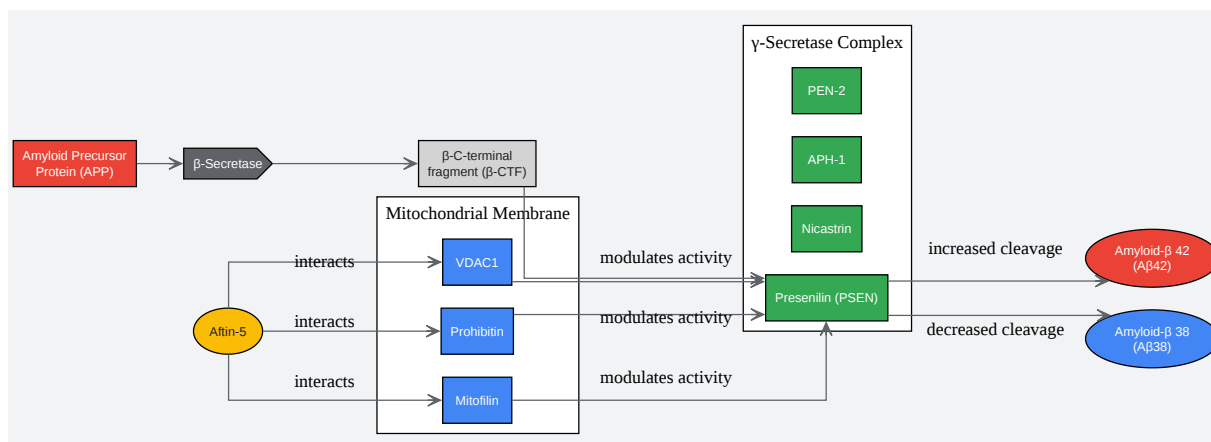 γ-Secretase Complex
PEN-2
APH-1
Nicastrin
Presenilin (PSEN)
Amyloid Precursor
Protein (APP)
β-Secretase
β-C-terminal
fragment (β-CTF)
Mitochondrial Membrane
VDAC1
Prohibitin
Mitofilin
Aftin-5
interacts
interacts
interacts
modulates activity
modulates activity
modulates activity
increased cleavage
decreased cleavage
Amyloid-β 42
(Aβ42)
Amyloid-β 38
(Aβ38)